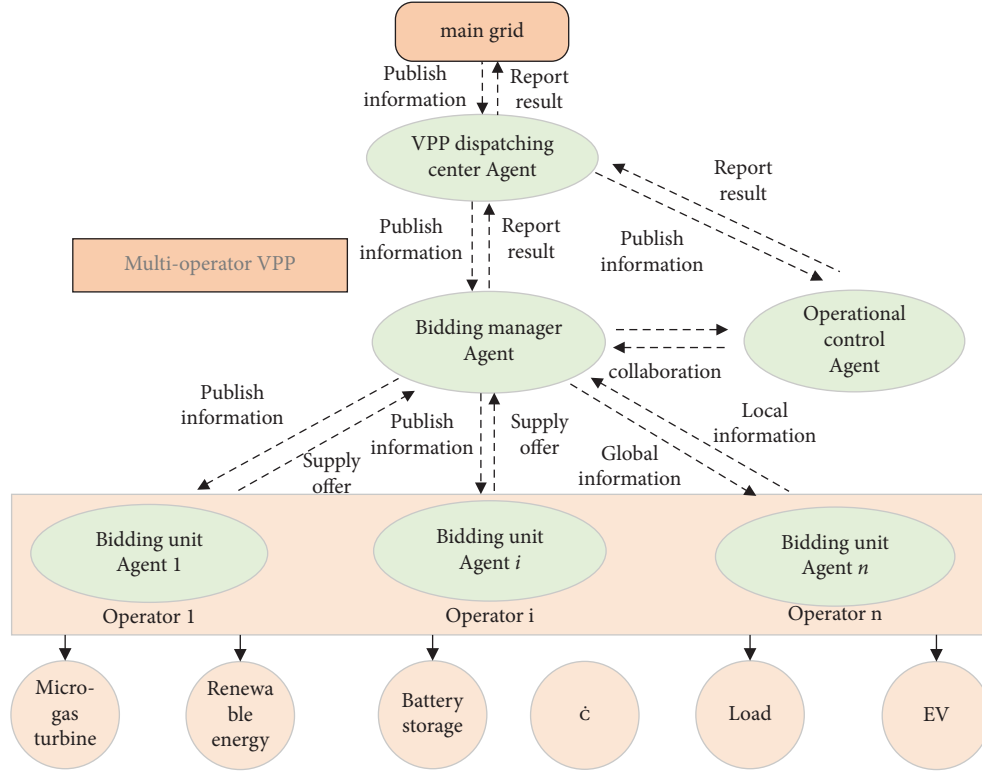 main grid
Publish
information
Report
result
VPP dispatching
center Agent
Report
result
Publish
information
Report
result
Publish
information
Multi-operator VPP
Bidding manager
Agent
Operational
control
Agent
collaboration
Publish
information
Supply
offer
Publish
information
Supply
offer
Global
information
Local
information
Bidding unit
Agent 1
Operator 1
Bidding unit
Agent i
Operator i
Bidding unit
Agent n
Operator n
Micro-
gas
turbine
Renewa
ble
energy
Battery
storage
ċ
Load
EV